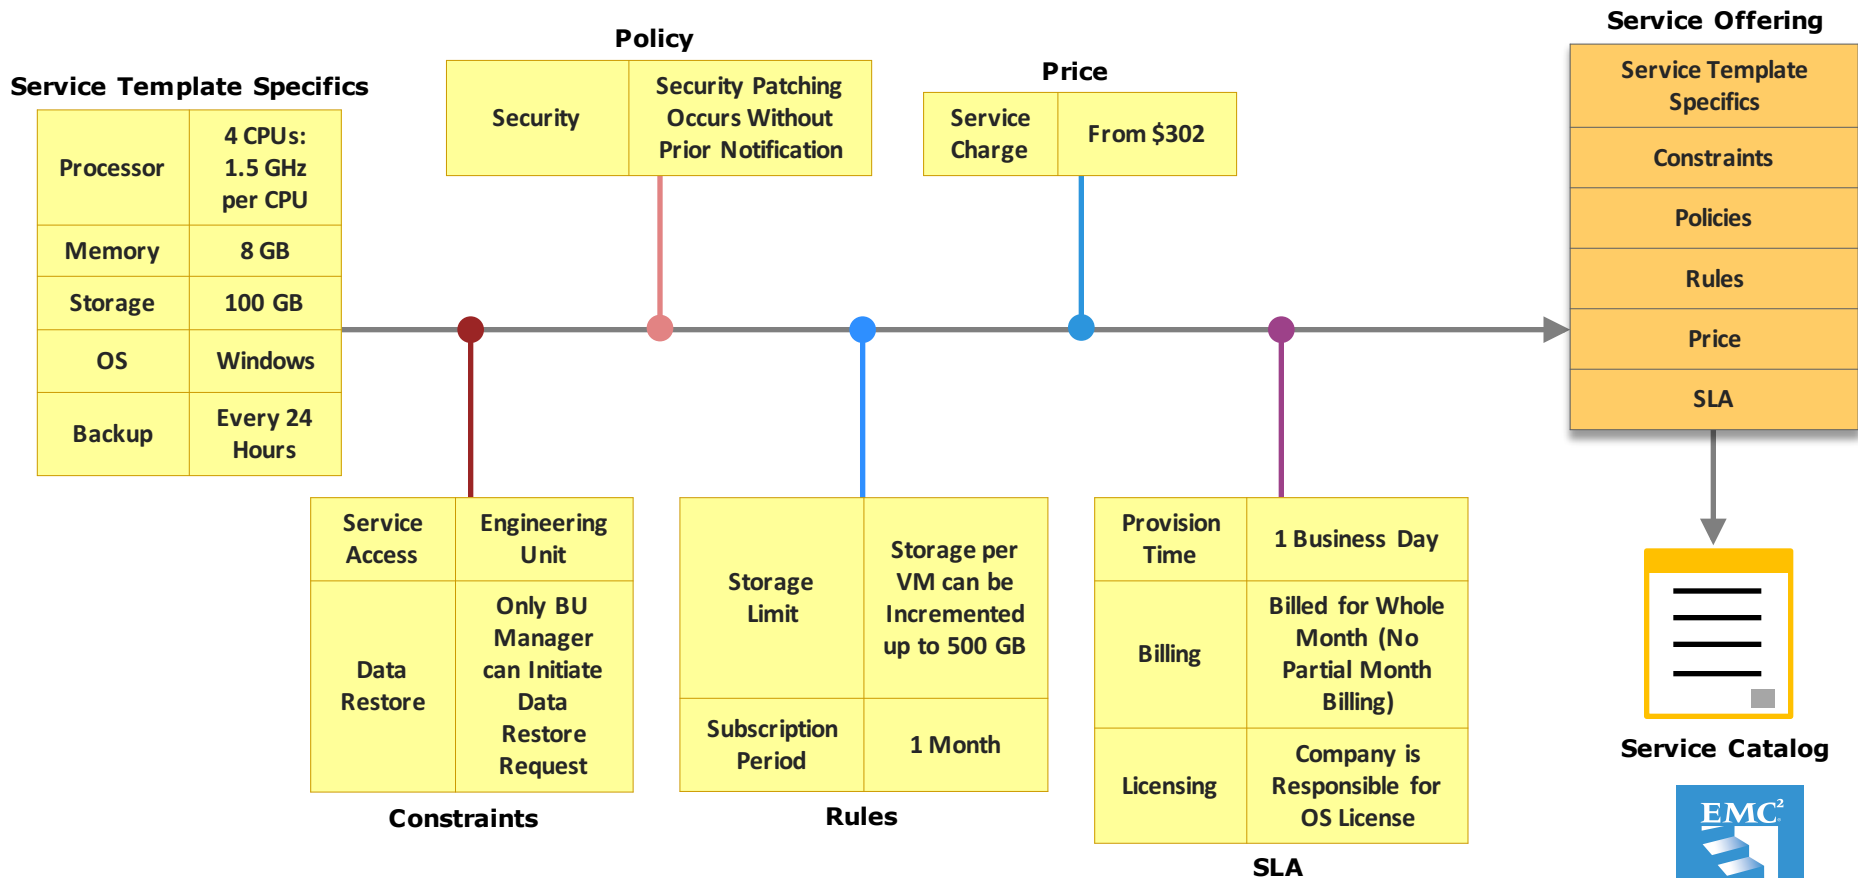 Service Template Specifics
Processor
4 CPUs:
1.5 GHz
per CPU
Memory
8 GB
Storage
100 GB
OS
Windows
Backup
Every 24
Hours
Policy
Security
Security Patching
Occurs Without
Prior Notification
Price
Service
Charge
From $302
Service Offering
Service Template
Specifics
Constraints
Policies
Rules
Price
SLA
Service
Access
Engineering
Unit
Data
Restore
Only BU
Manager
can Initiate
Data
Restore
Request
Constraints
Storage
Limit
Storage per
VM can be
Incremented
up to 500 GB
Subscription
Period
1 Month
Rules
Provision
Time
1 Business Day
Billing
Billed for Whole
Month (No
Partial Month
Billing)
Licensing
Company is
Responsible for
OS License
SLA
Service Catalog
EMC²